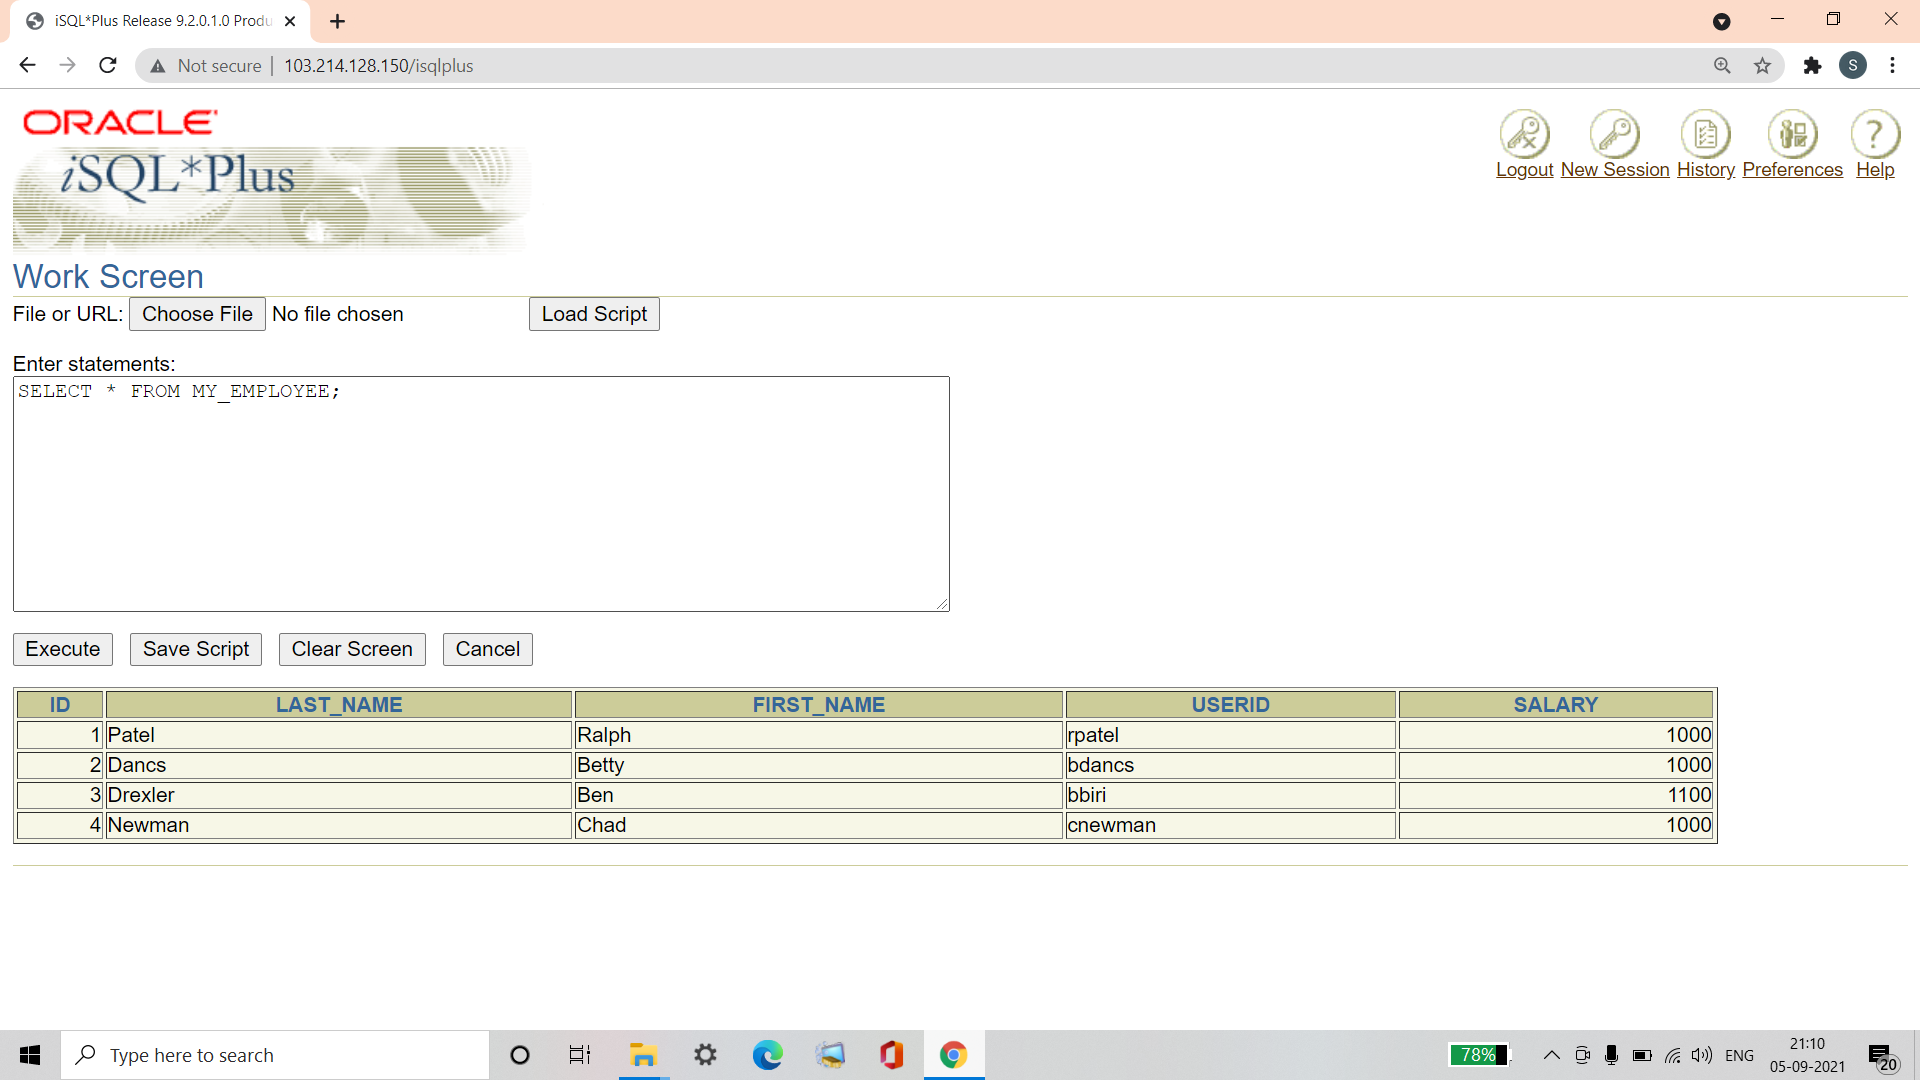 iSQL*Plus Release 9.2.0.1.0 Produ
Not secure | 103.214.128.150/isqlplus
S
ORACLE
iSQL*Plus
Logout New Session History Preferences Help
Work Screen
File or URL: Choose File No file chosen Load Script
Enter statements:
SELECT * FROM MY_EMPLOYEE;
Execute Save Script Clear Screen Cancel
ID LAST_NAME FIRST_NAME USERID SALARY
1 Patel Ralph rpatel 1000
2 Dancs Betty bdancs 1000
3 Drexler Ben bbiri 1100
4 Newman Chad cnewman 1000
Type here to search
78%
ENG
21:10
05-09-2021
20